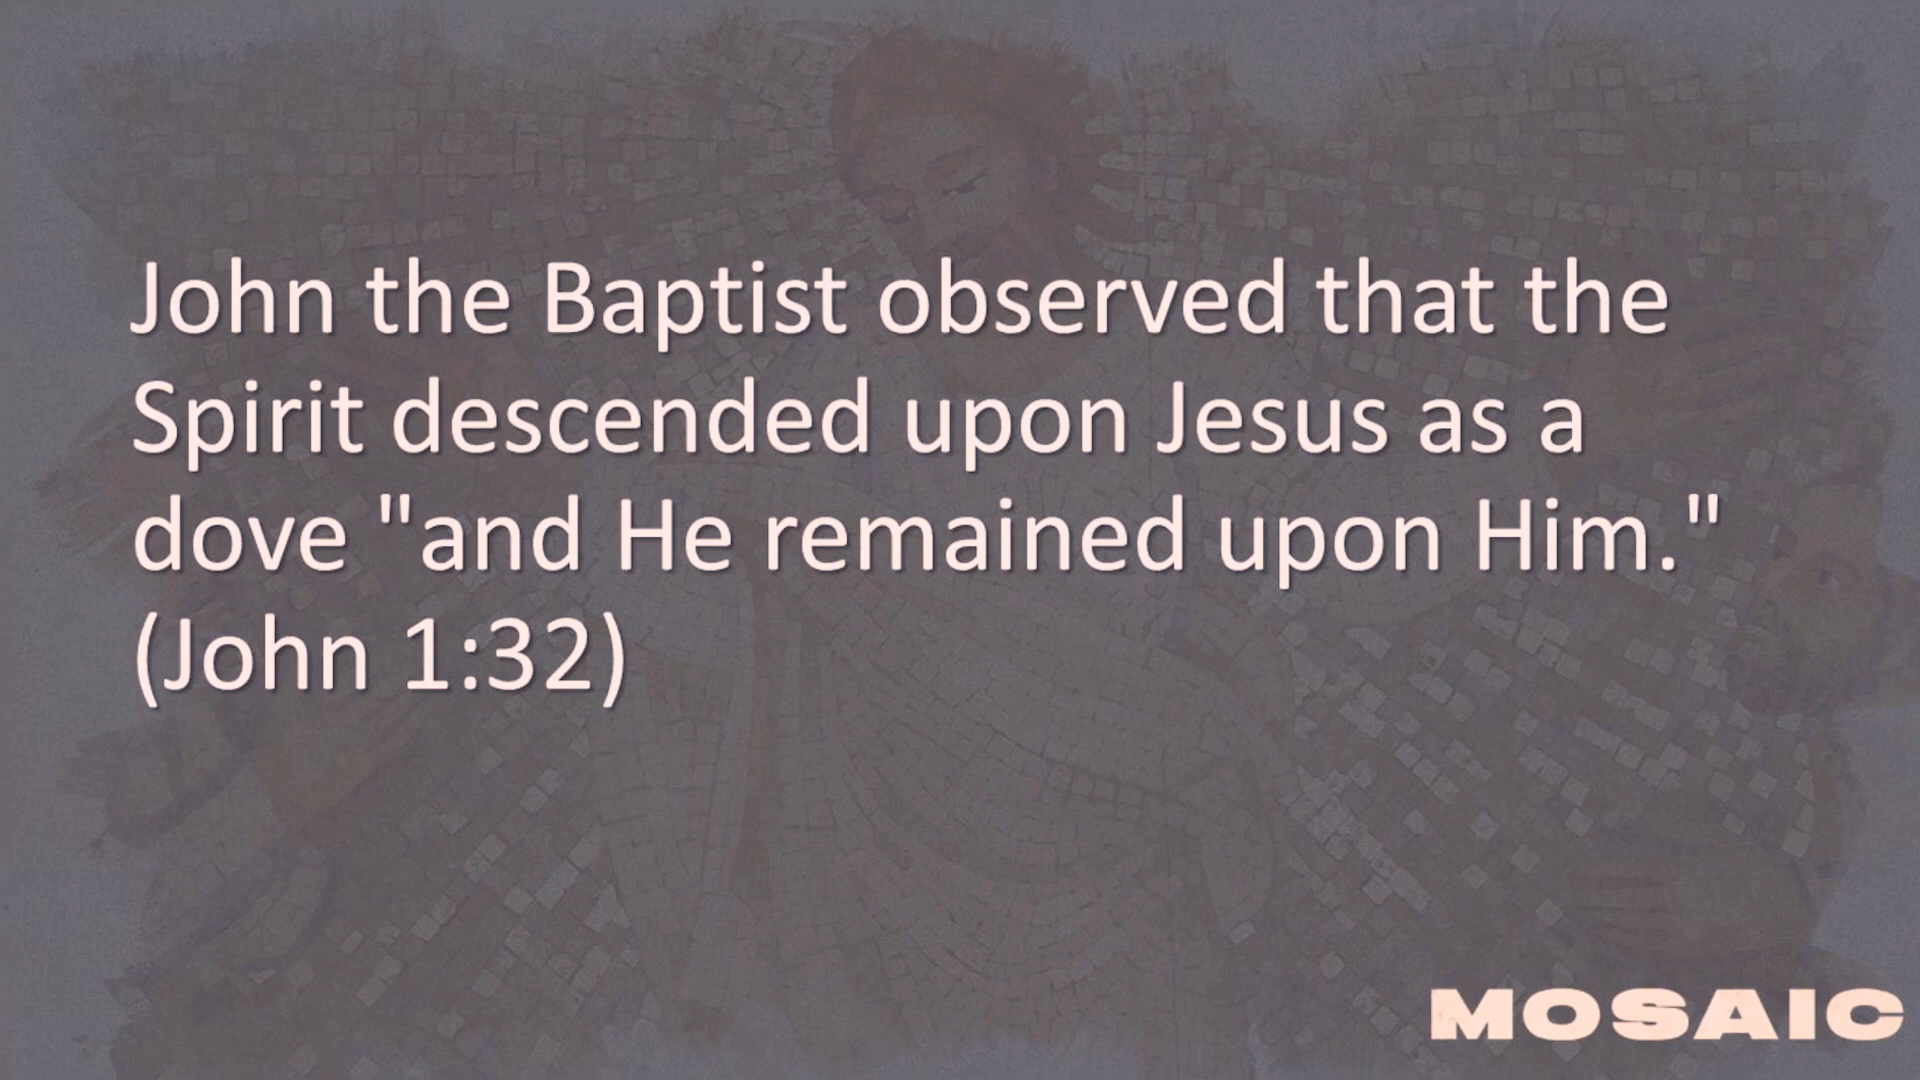 John the Baptist observed that the
Spirit descended upon Jesus as a
dove "and He remained upon Him."
(John 1:32)
MOSAIC